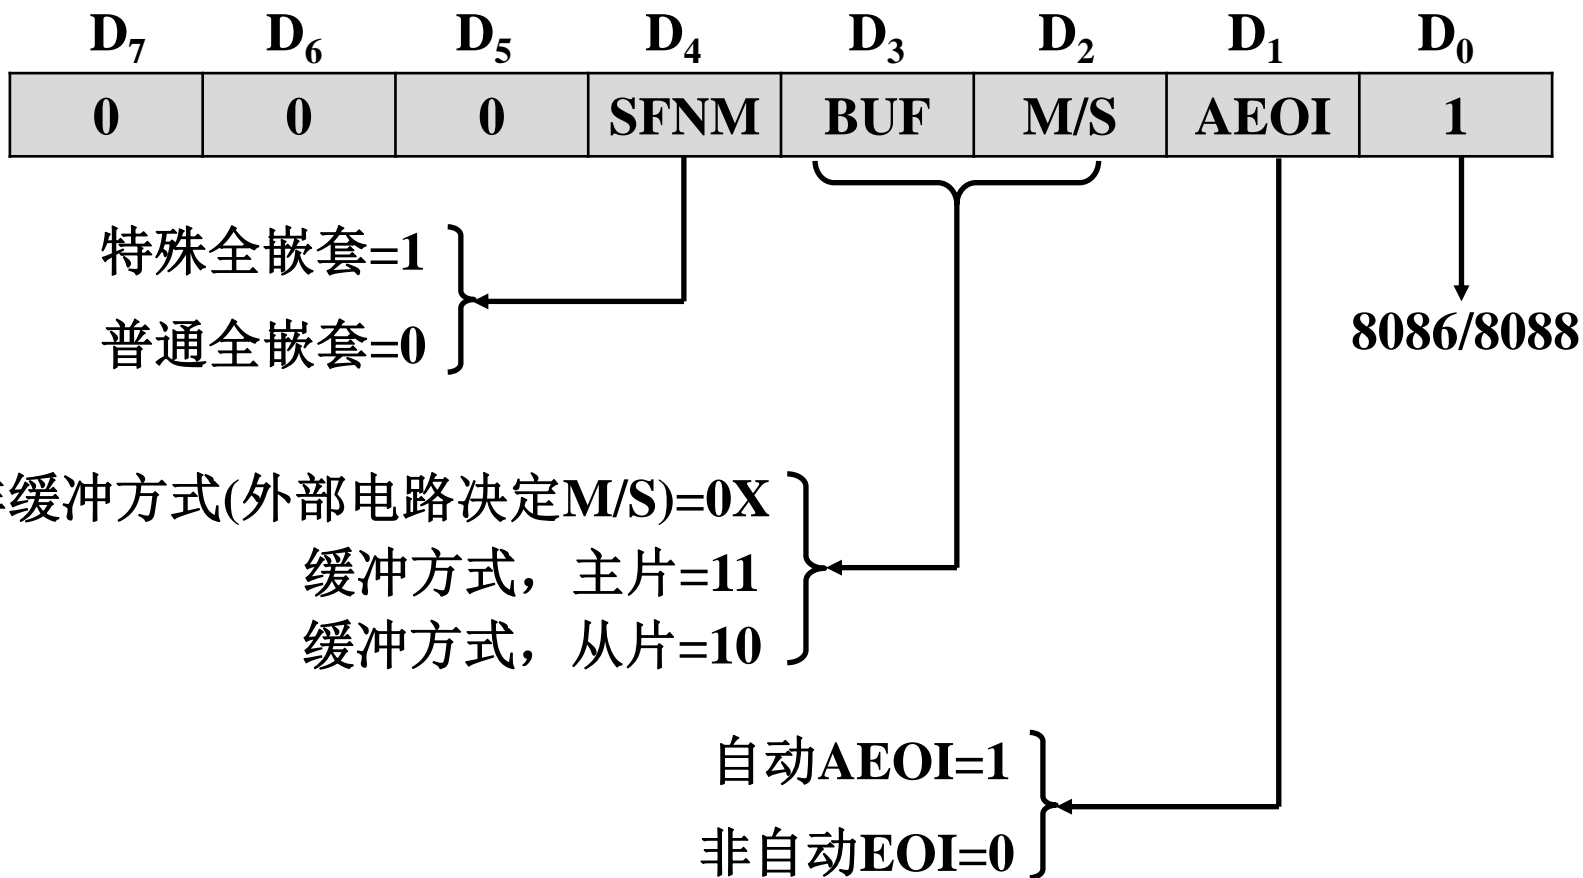 D7 D6 D5 D4 D3 D2 D1 D0
0 0 0 SFNM BUF M/S AEOI 1
特殊全嵌套=1
普通全嵌套=0
8086/8088
缓冲方式(外部电路决定M/S)=0X
缓冲方式，主片=11
缓冲方式，从片=10
自动AEOI=1
非自动EOI=0